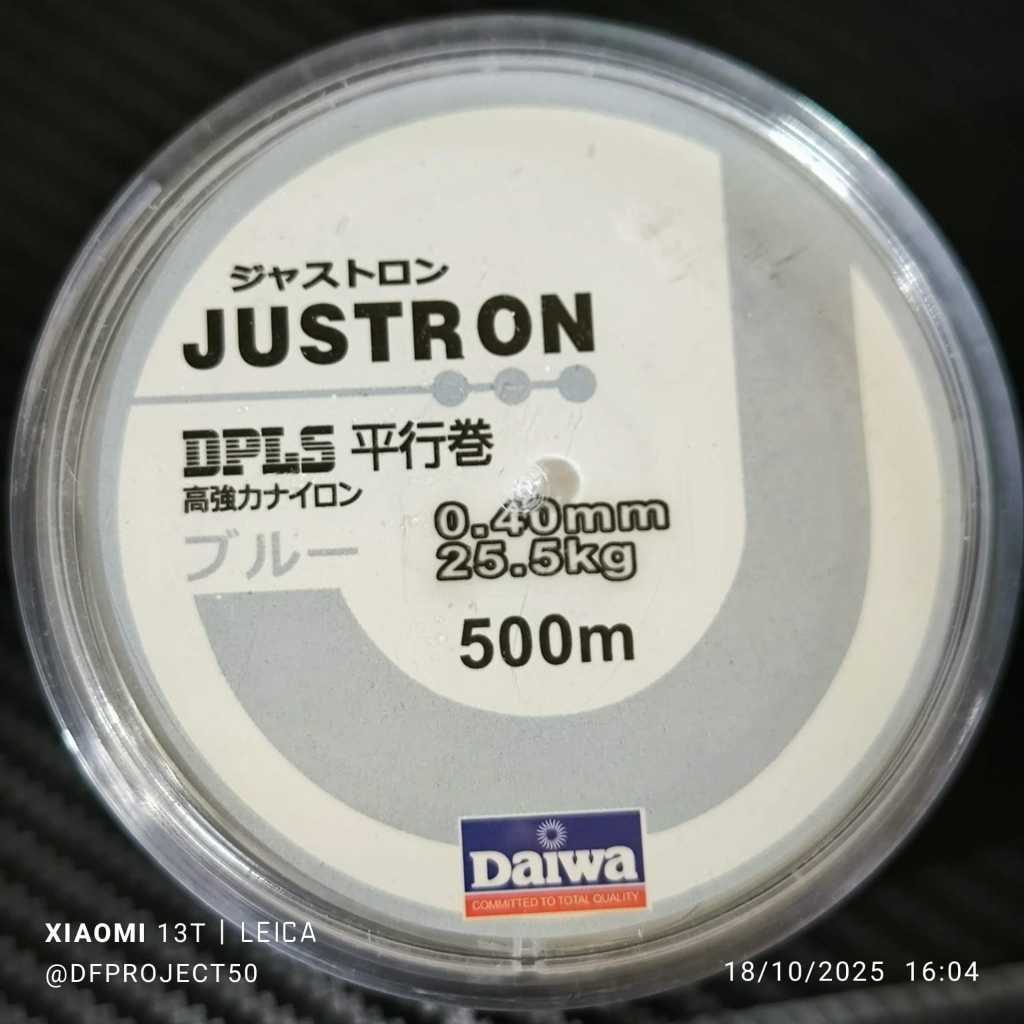 ジャストロン
JUSTRON
DPLS 平行巻
高強力ナイロン
ブルー
0.40mm
25.5kg
500m
Daiwa
COMMITTED TO TOTAL QUALITY
XIAOMI 13T | LEICA
@DFPROJECT50
18/10/2025 16:04